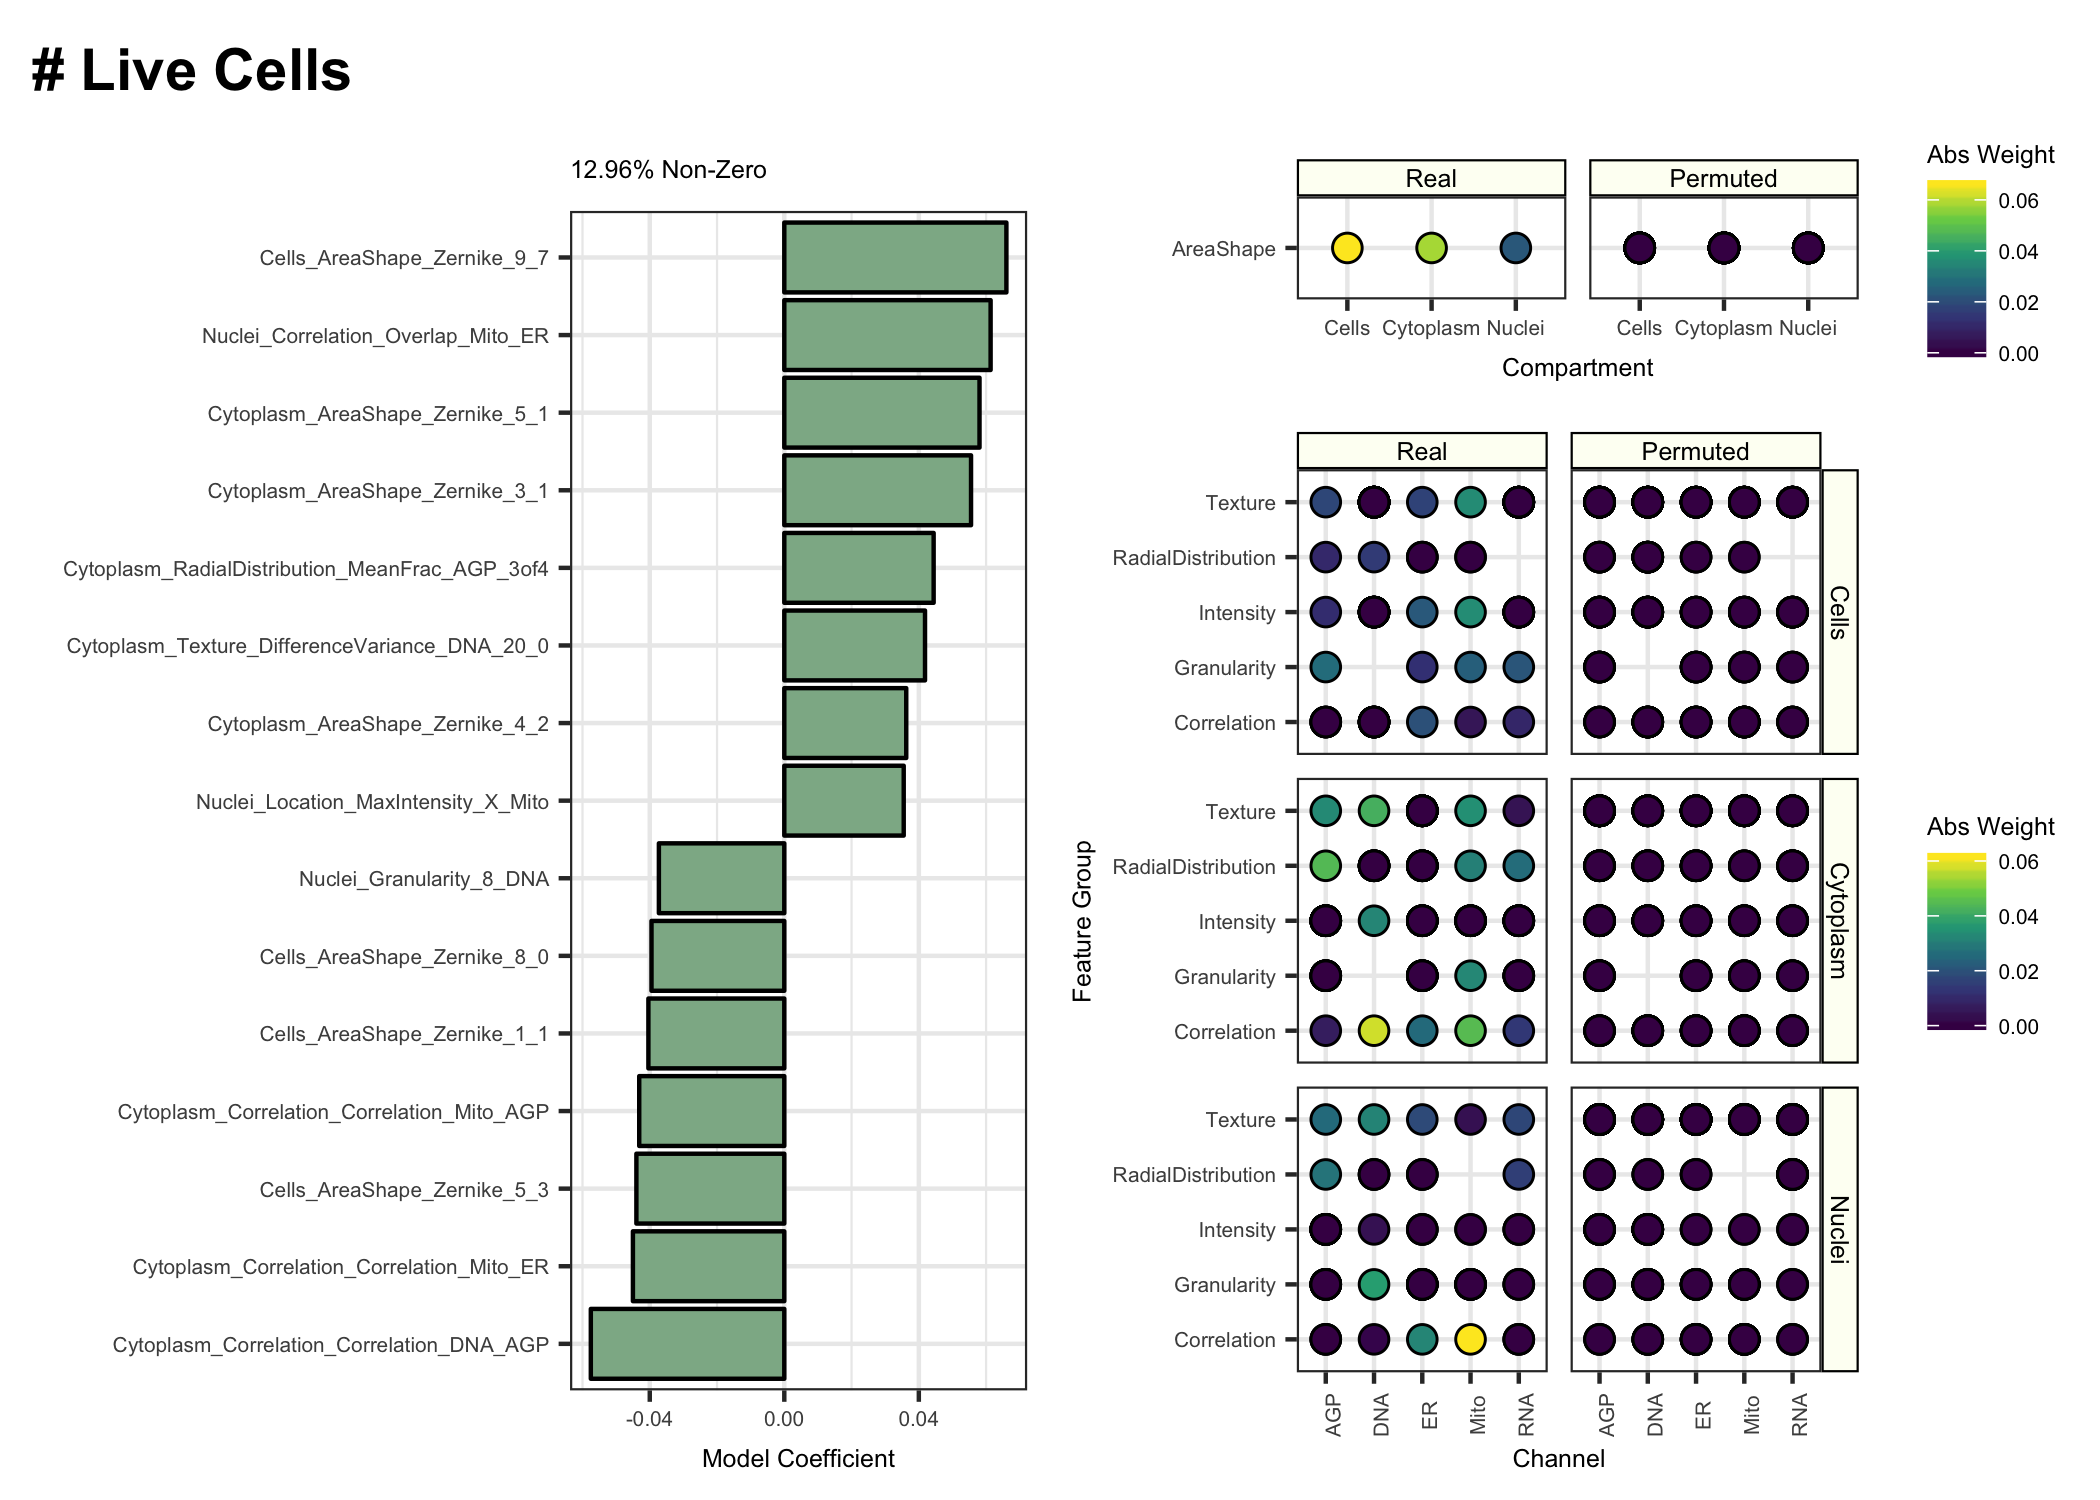 # Live Cells
12.96% Non-Zero
Cells_AreaShape_Zernike_9_7
Nuclei_Correlation_Overlap_Mito_ER
Cytoplasm_AreaShape_Zernike_5_1
Cytoplasm_AreaShape_Zernike_3_1
Cytoplasm_RadialDistribution_MeanFrac_AGP_3of4
Cytoplasm_Texture_DifferenceVariance_DNA_20_0
Cytoplasm_AreaShape_Zernike_4_2
Nuclei_Location_MaxIntensity_X_Mito
Nuclei_Granularity_8_DNA
Cells_AreaShape_Zernike_8_0
Cells_AreaShape_Zernike_1_1
Cytoplasm_Correlation_Correlation_Mito_AGP
Cells_AreaShape_Zernike_5_3
Cytoplasm_Correlation_Correlation_Mito_ER
Cytoplasm_Correlation_Correlation_DNA_AGP
-0.04 0.00 0.04
Model Coefficient
Real Permuted
AreaShape
Cells Cytoplasm Nuclei Cells Cytoplasm Nuclei
Compartment
Abs Weight
0.06
0.04
0.02
0.00
Feature Group
Real Permuted
Texture
RadialDistribution
Intensity
Granularity
Correlation
Cells
Texture
RadialDistribution
Intensity
Granularity
Correlation
Cytoplasm
Texture
RadialDistribution
Intensity
Granularity
Correlation
Nuclei
AGP DNA ER Mito RNA AGP DNA ER Mito RNA
Channel
Abs Weight
0.06
0.04
0.02
0.00